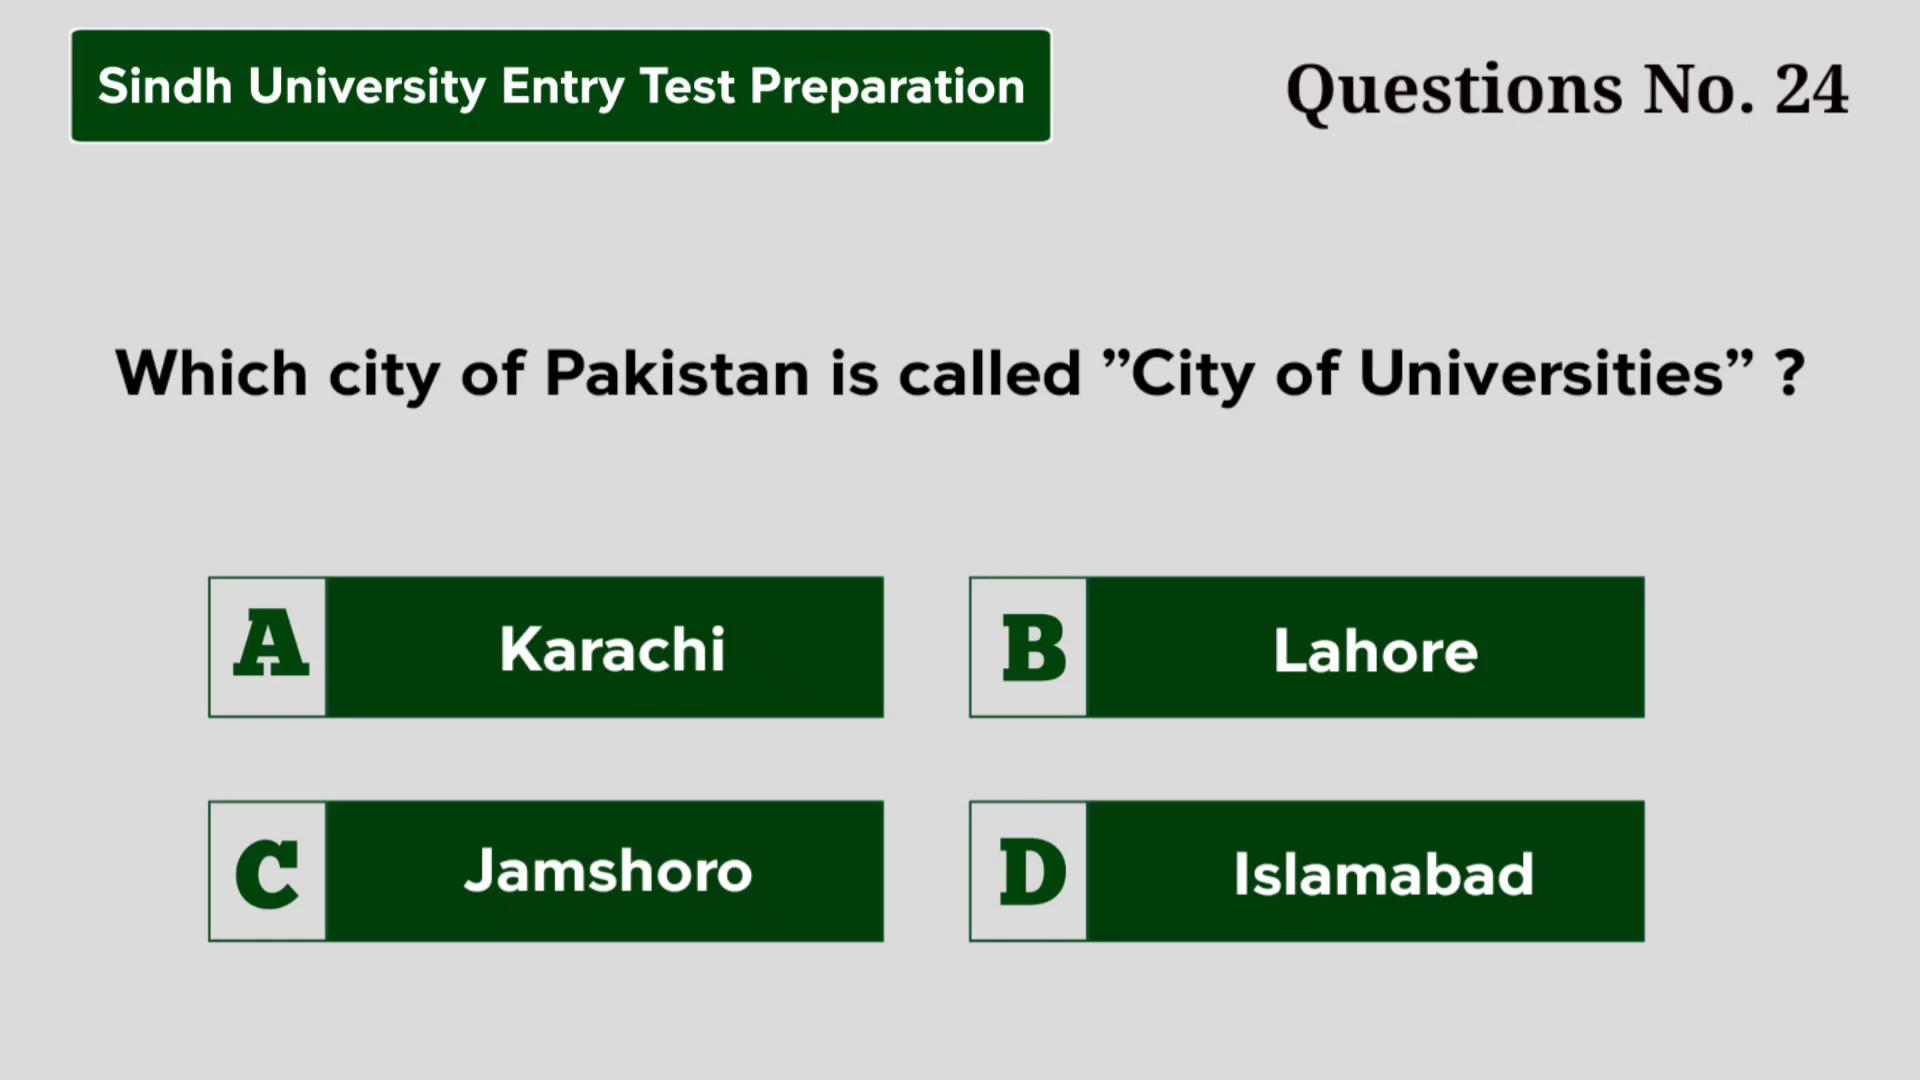 Sindh University Entry Test Preparation
Questions No. 24
Which city of Pakistan is called ”City of Universities” ?
A Karachi
B Lahore
C Jamshoro
D Islamabad